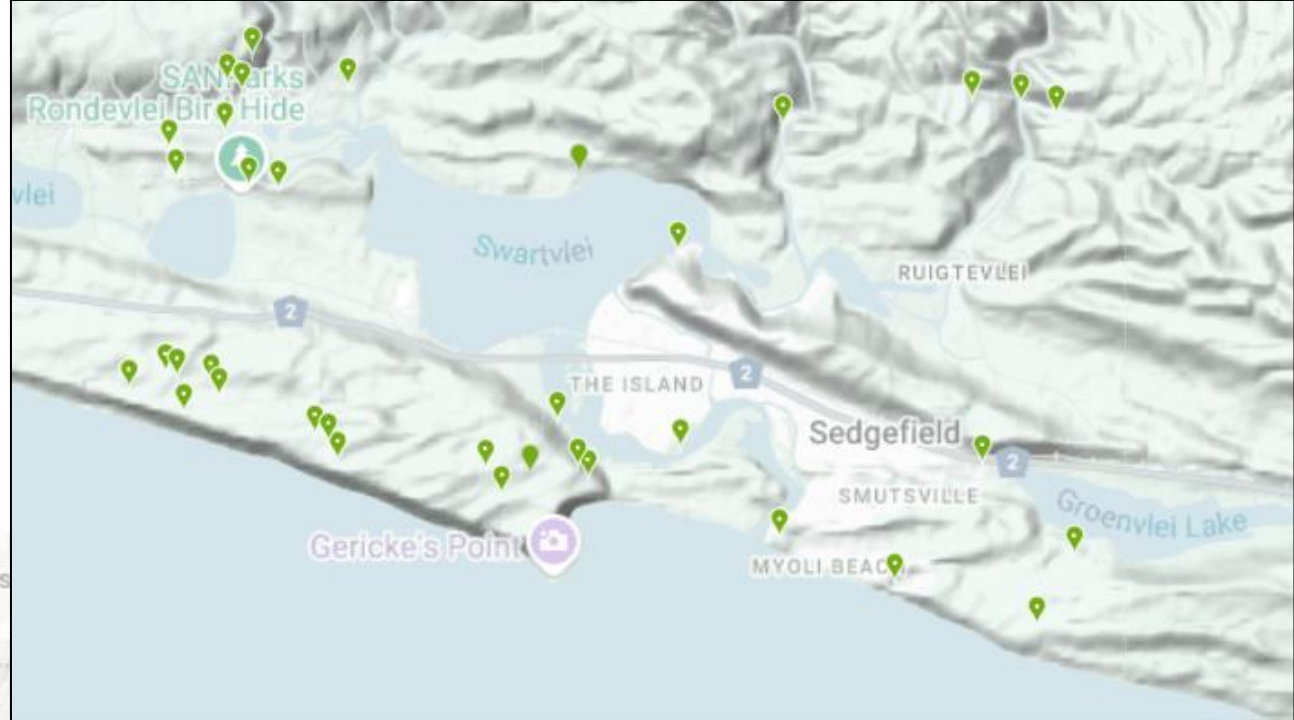 SANParks
Rondevlei Bird Hide
vlei
Swartvlei
RUIGTEVLEI
2
THE ISLAND
2
Sedgefield
2
SMUTSVILLE
Groenvlei Lake
Gericke's Point
MYOLI BEACH
s